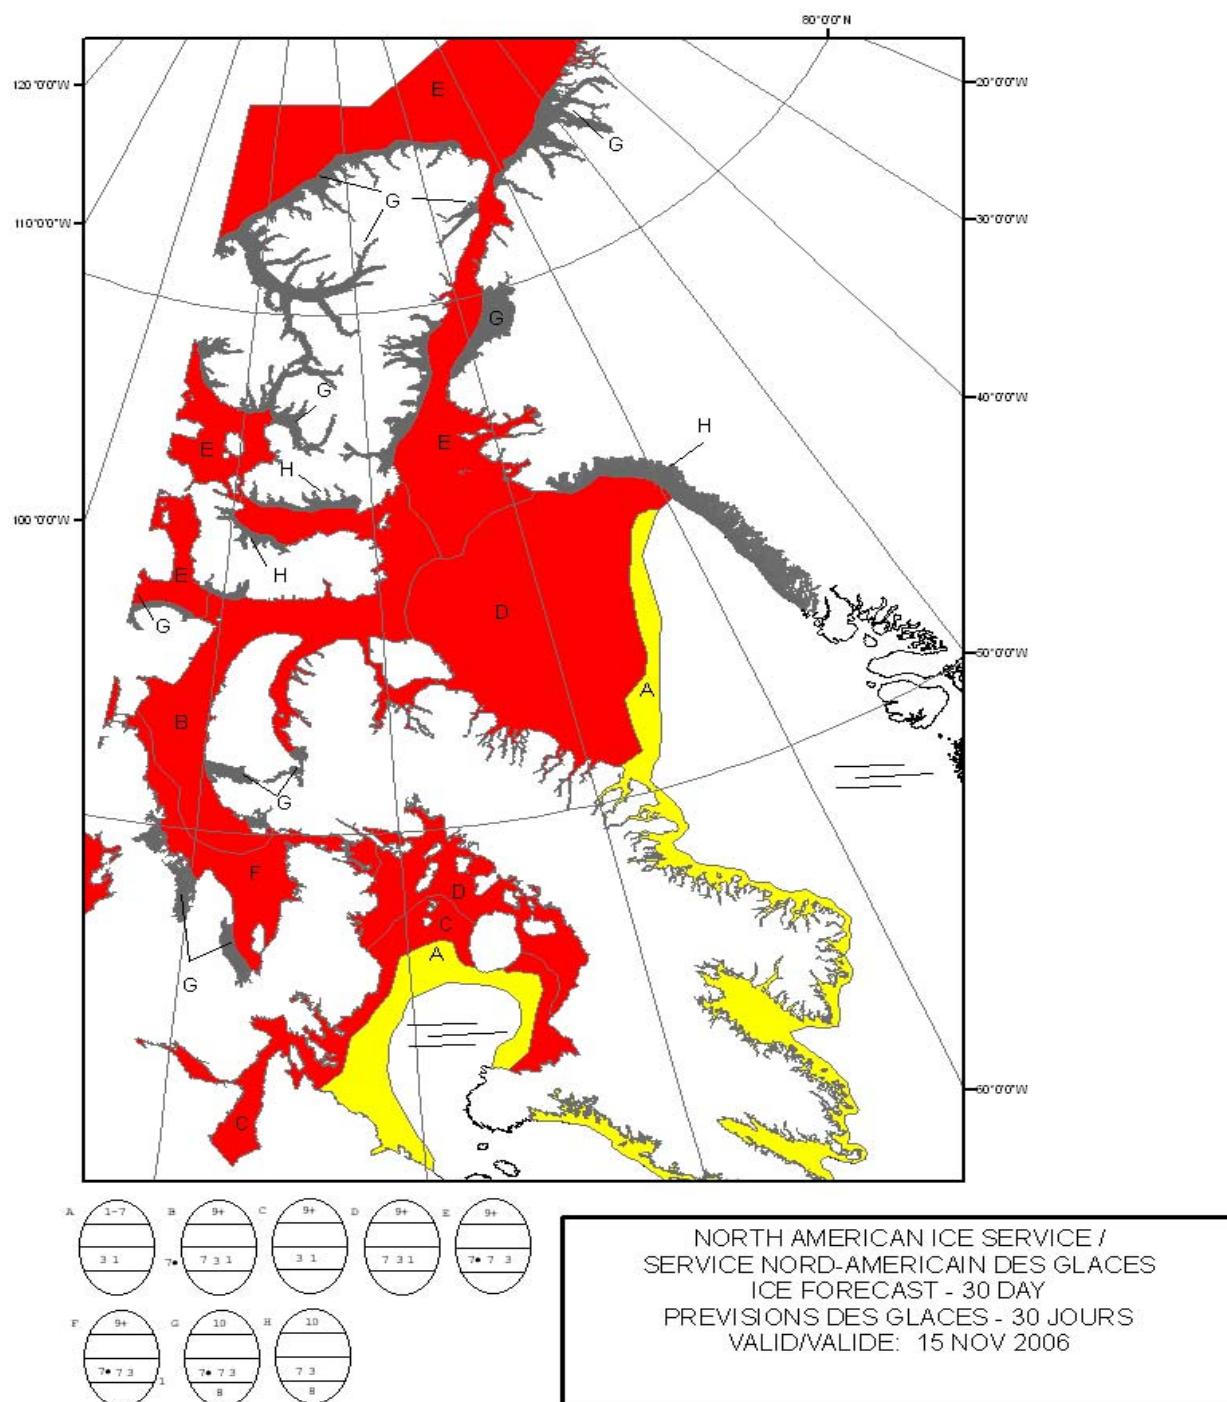 80°0'0"N
120°0'0"W
20°0'0"W
E
G
G
110°0'0"W
30°0'0"W
G
G
40°0'0"W
H
E
E
H
100°0'0"W
E
H
D
G
50°0'0"W
A
B
G
F
D
C
A
G
60°0'0"W
C
A 1-7 B 9+ C 9+ D 9+ E 9+
3 1 7• 7 3 1 3 1 7 3 1 7• 7 3
F 9+ G 10 H 10
7• 7 3 1 7• 7 3 7 3
8 8
NORTH AMERICAN ICE SERVICE /
SERVICE NORD-AMERICAIN DES GLACES
ICE FORECAST - 30 DAY
PREVISIONS DES GLACES - 30 JOURS
VALID/VALIDE: 15 NOV 2006